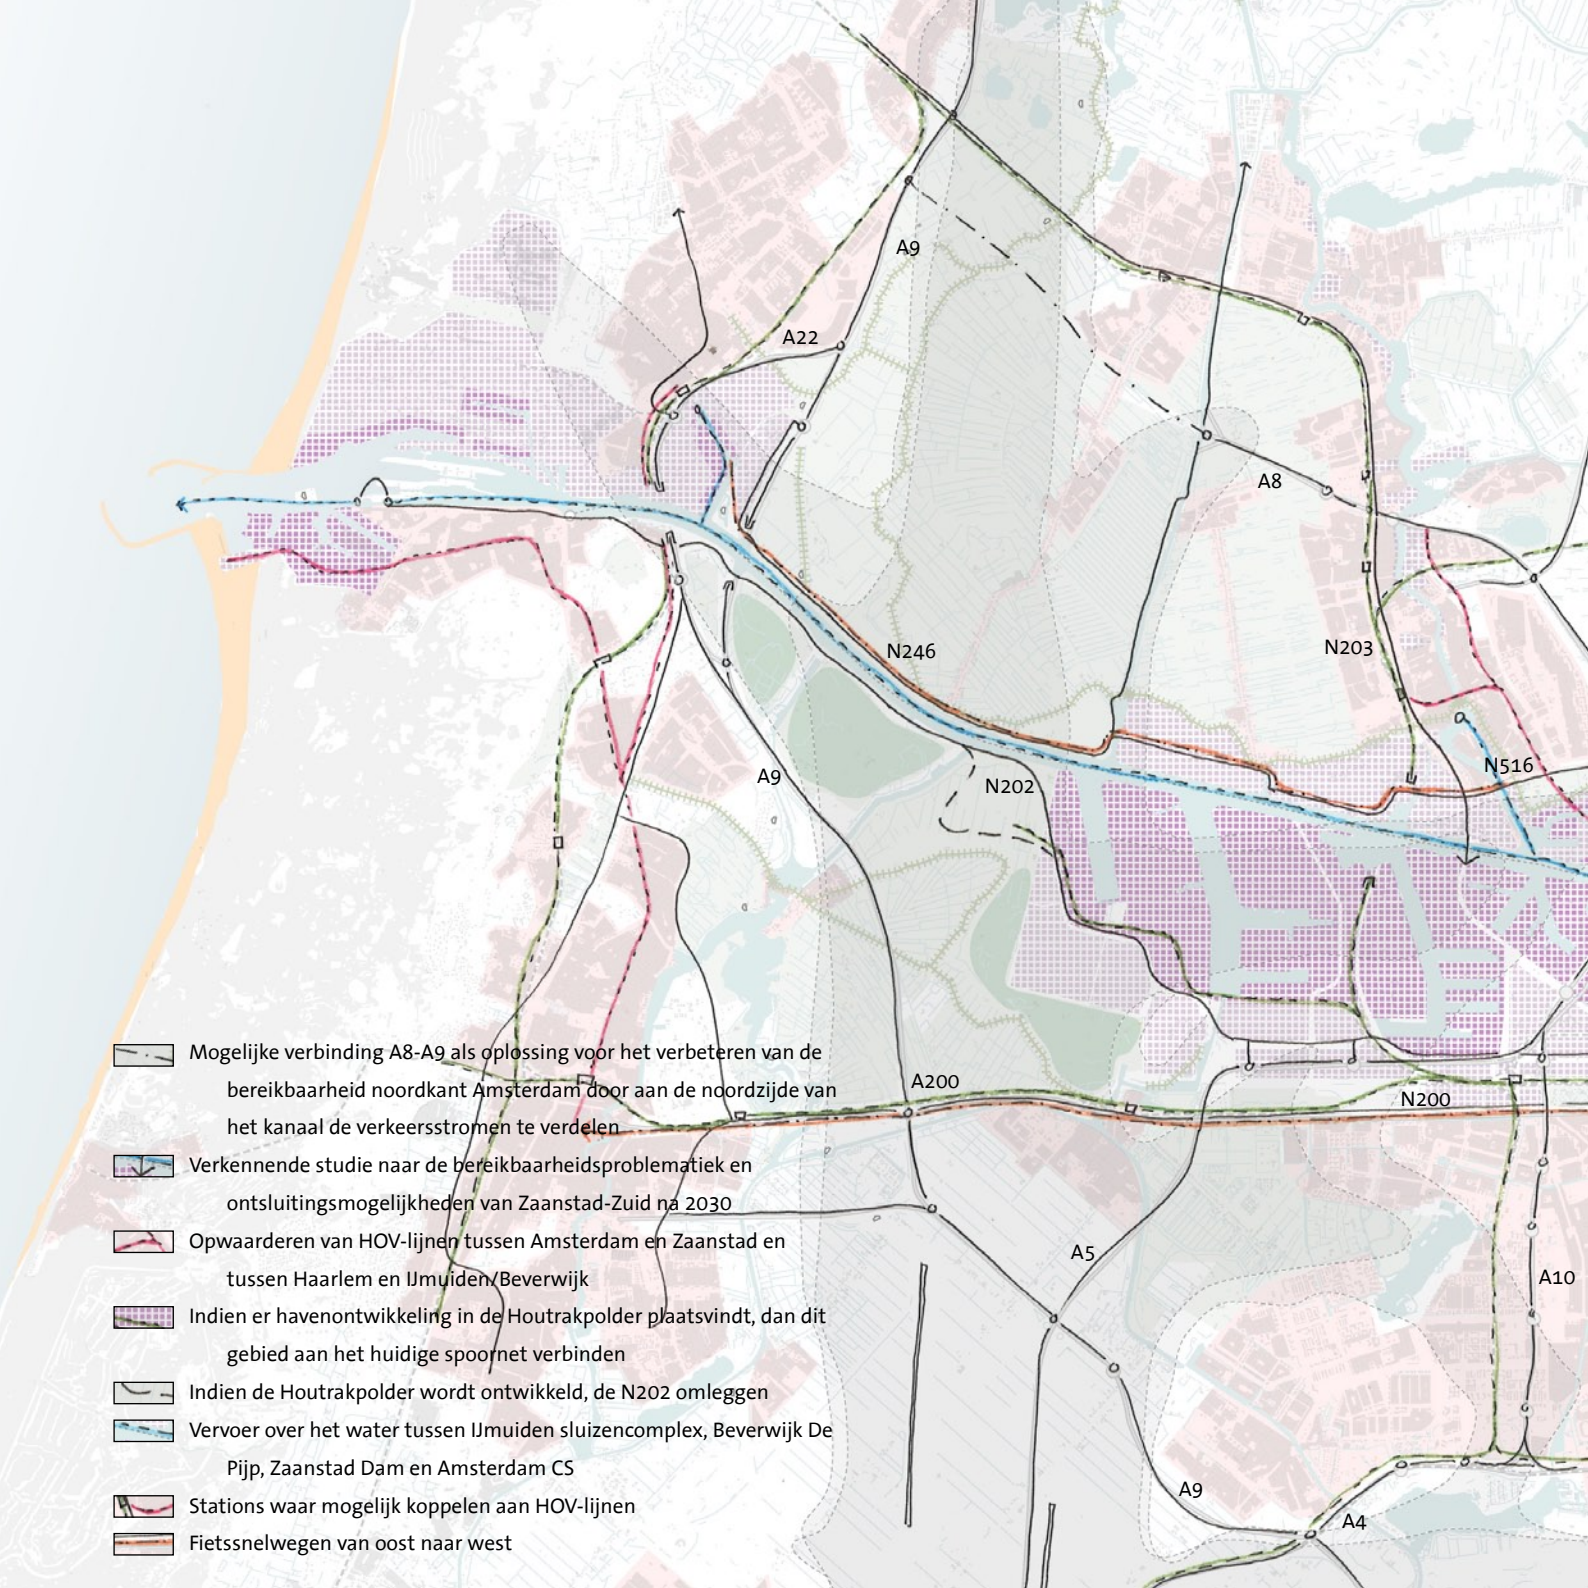 A9
A22
A8
N246
N203
A9
N202
N516
A200
N200
A5
A10
A9
A4
Mogelijke verbinding A8-A9 als oplossing voor het verbeteren van de
bereikbaarheid noordkant Amsterdam door aan de noordzijde van
het kanaal de verkeersstromen te verdelen
Verkennende studie naar de bereikbaarheidsproblematiek en
ontsluitingsmogelijkheden van Zaanstad-Zuid na 2030
Opwaarderen van HOV-lijnen tussen Amsterdam en Zaanstad en
tussen Haarlem en IJmuiden/Beverwijk
Indien er havenontwikkeling in de Houtrakpolder plaatsvindt, dan dit
gebied aan het huidige spoornet verbinden
Indien de Houtrakpolder wordt ontwikkeld, de N202 omleggen
Vervoer over het water tussen IJmuiden sluizencomplex, Beverwijk De
Pijp, Zaanstad Dam en Amsterdam CS
Stations waar mogelijk koppelen aan HOV-lijnen
Fietssnelwegen van oost naar west